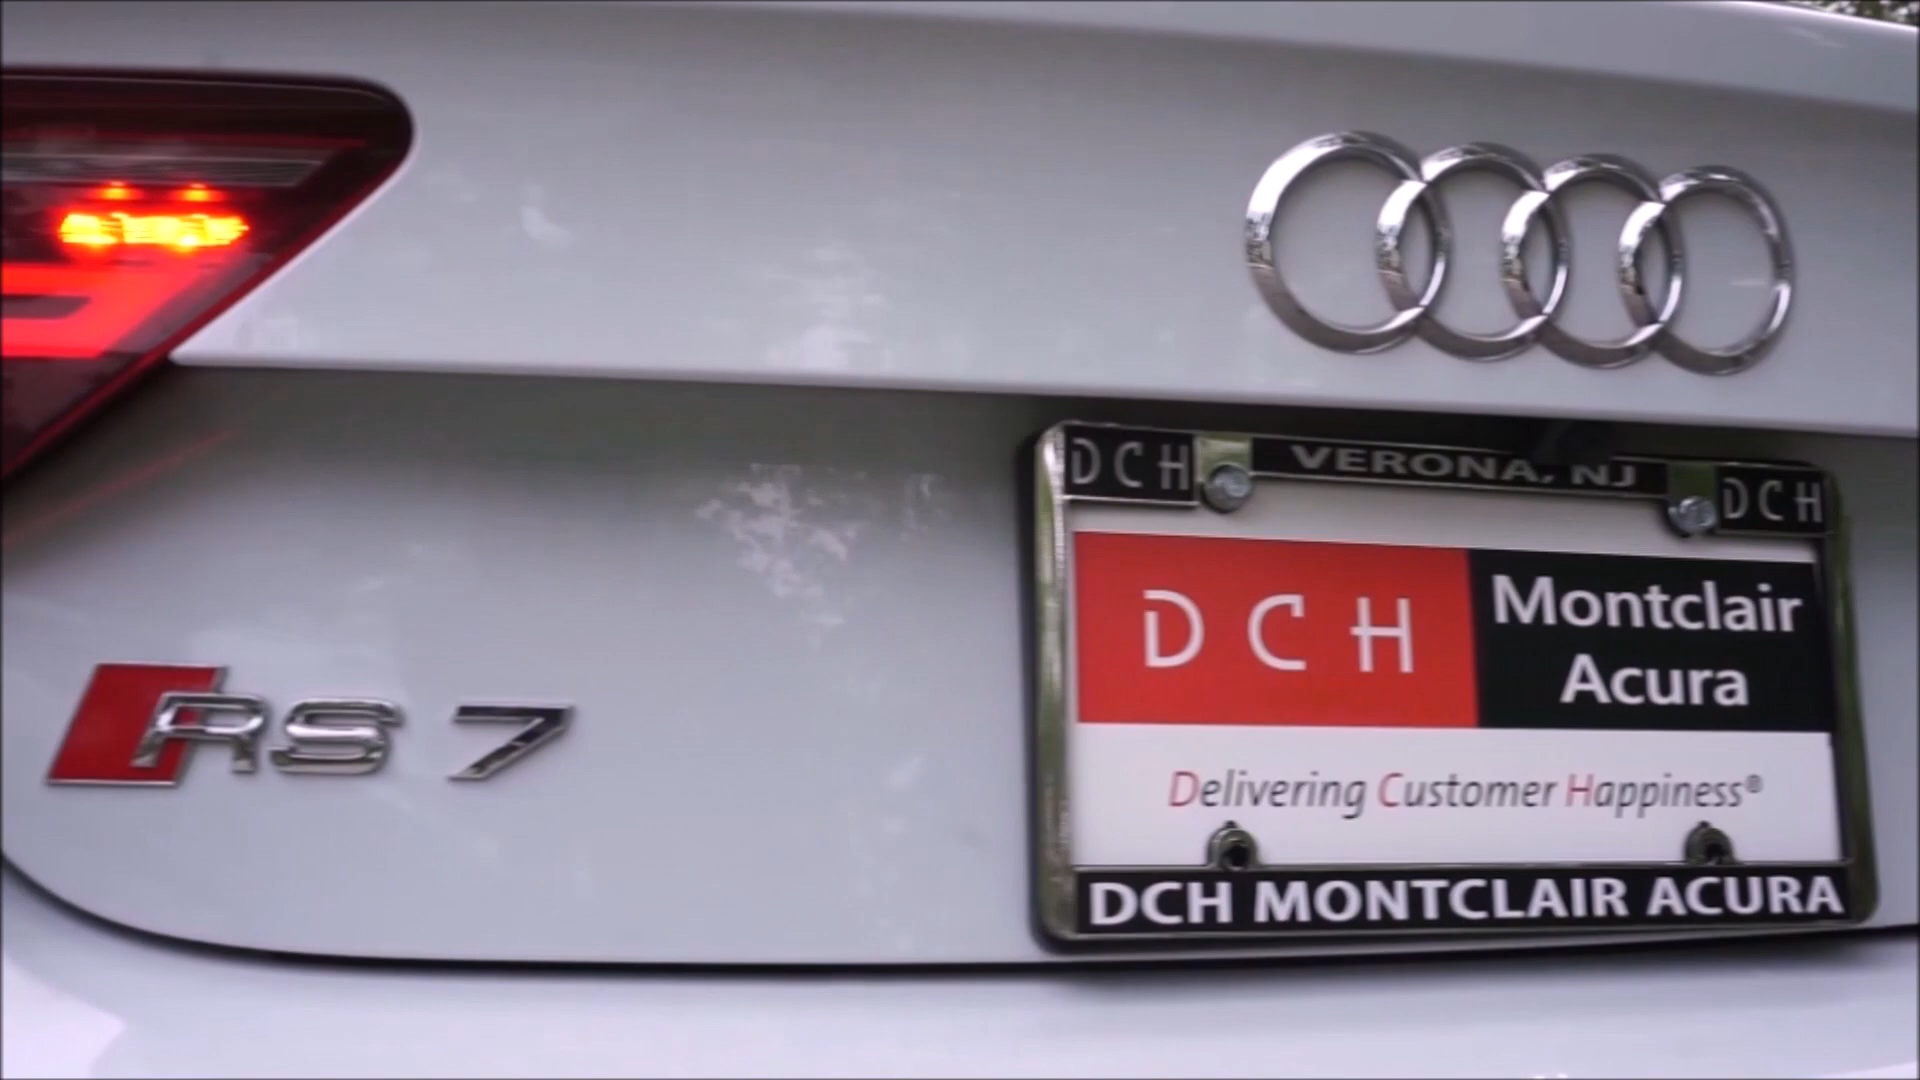 DCH VERONA, NJ DCH
DCH Montclair
Acura
Delivering Customer Happiness®
DCH MONTCLAIR ACURA
RS 7